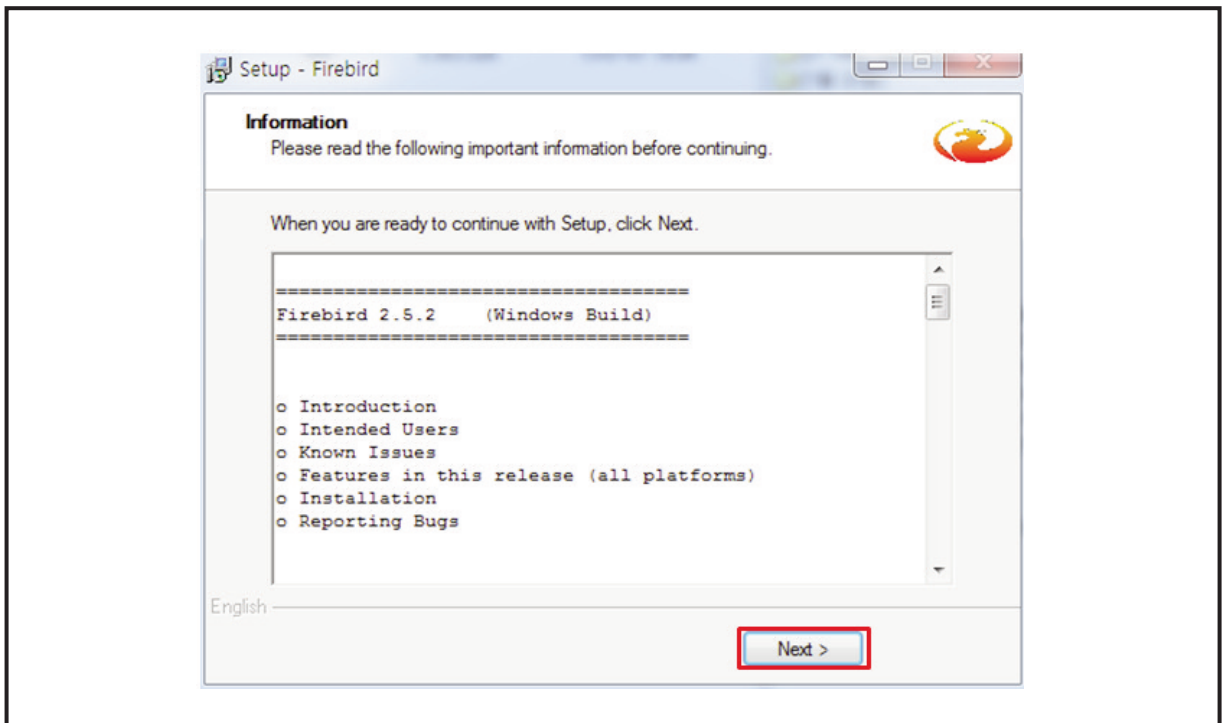 Setup - Firebird
Information
Please read the following important information before continuing.
When you are ready to continue with Setup, click Next.
=====================================
Firebird 2.5.2    (Windows Build)
=====================================
o Introduction
o Intended Users
o Known Issues
o Features in this release (all platforms)
o Installation
o Reporting Bugs
English
Next >